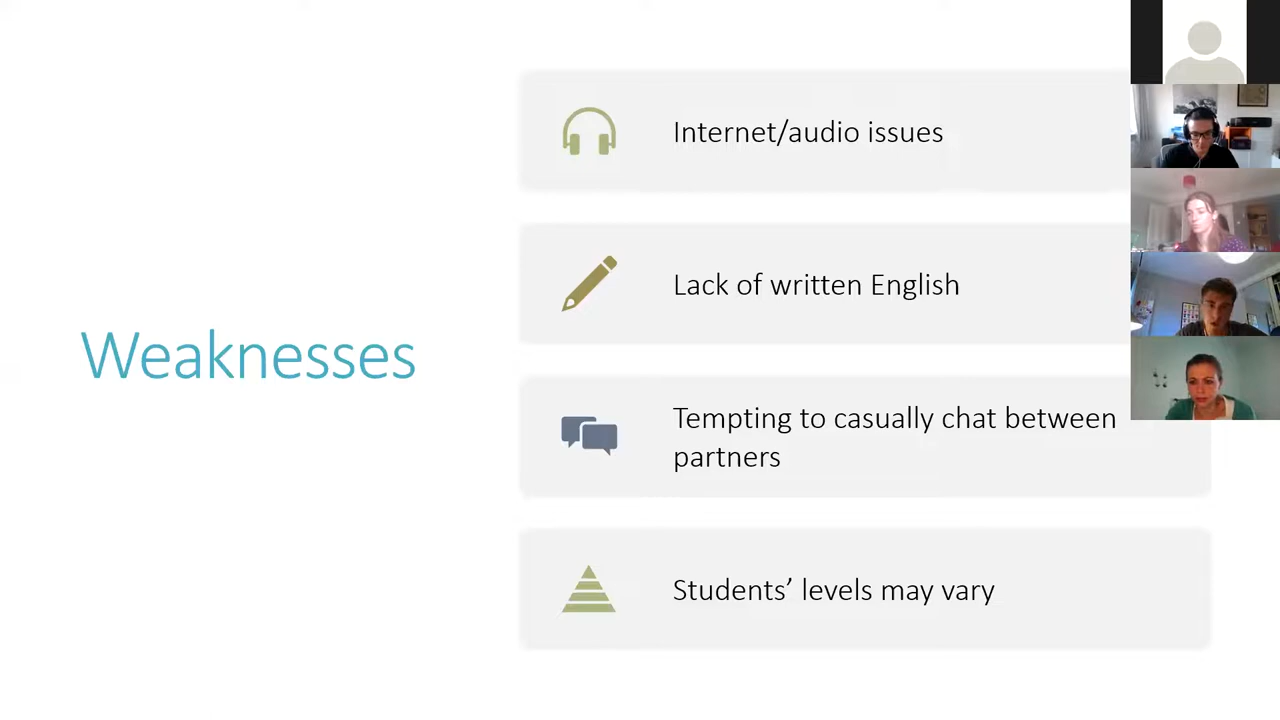 Weaknesses
Internet/audio issues
Lack of written English
Tempting to casually chat between
partners
Students’ levels may vary